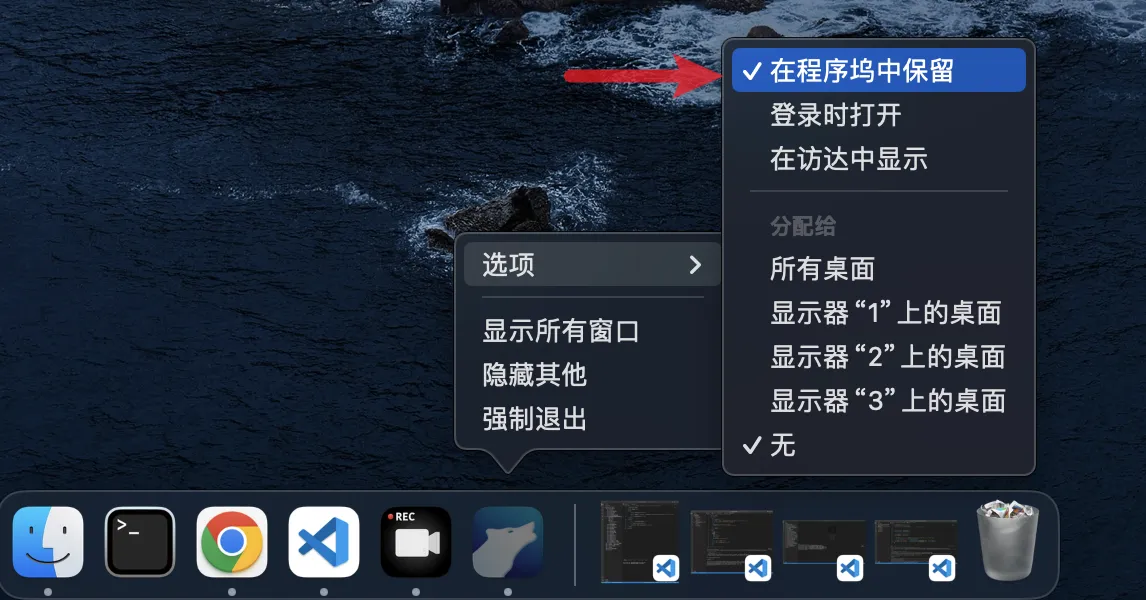 在程序坞中保留
登录时打开
在访达中显示
分配给
所有桌面
显示器“1”上的桌面
显示器“2”上的桌面
显示器“3”上的桌面
无
选项
显示所有窗口
隐藏其他
强制退出
>_
REC